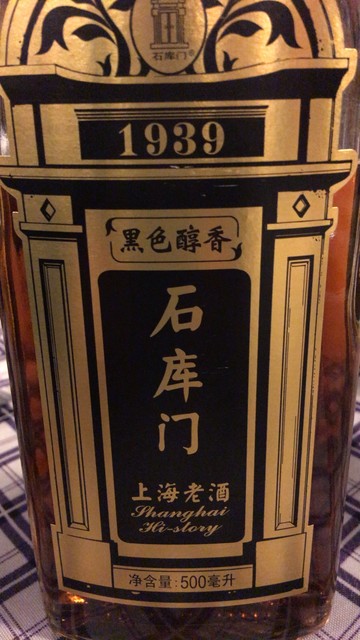 石库门®
1939
黑色醇香
石库门
上海老酒
Shanghai
Hi-story
净含量:500毫升